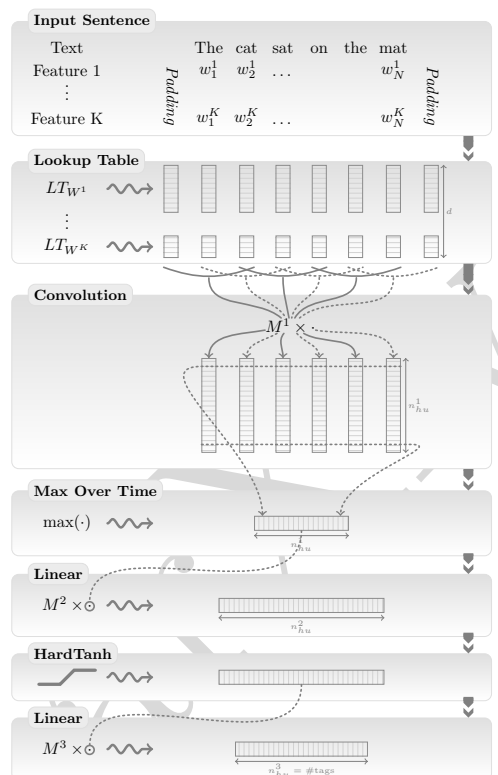 Input Sentence
Text The cat sat on the mat
Feature 1 w_1^1 w_2^1 ... w_N^1
Padding Padding
⋮
Feature K w_1^K w_2^K ... w_N^K
Lookup Table
LT_{W^1}
d
⋮
LT_{W^K}
Convolution
M^1 × ·
n_{hu}^1
Max Over Time
max(·)
n_{hu}^1
Linear
M^2 × ⊙
n_{hu}^2
HardTanh
Linear
M^3 × ⊙
n_{hu}^3 = #tags